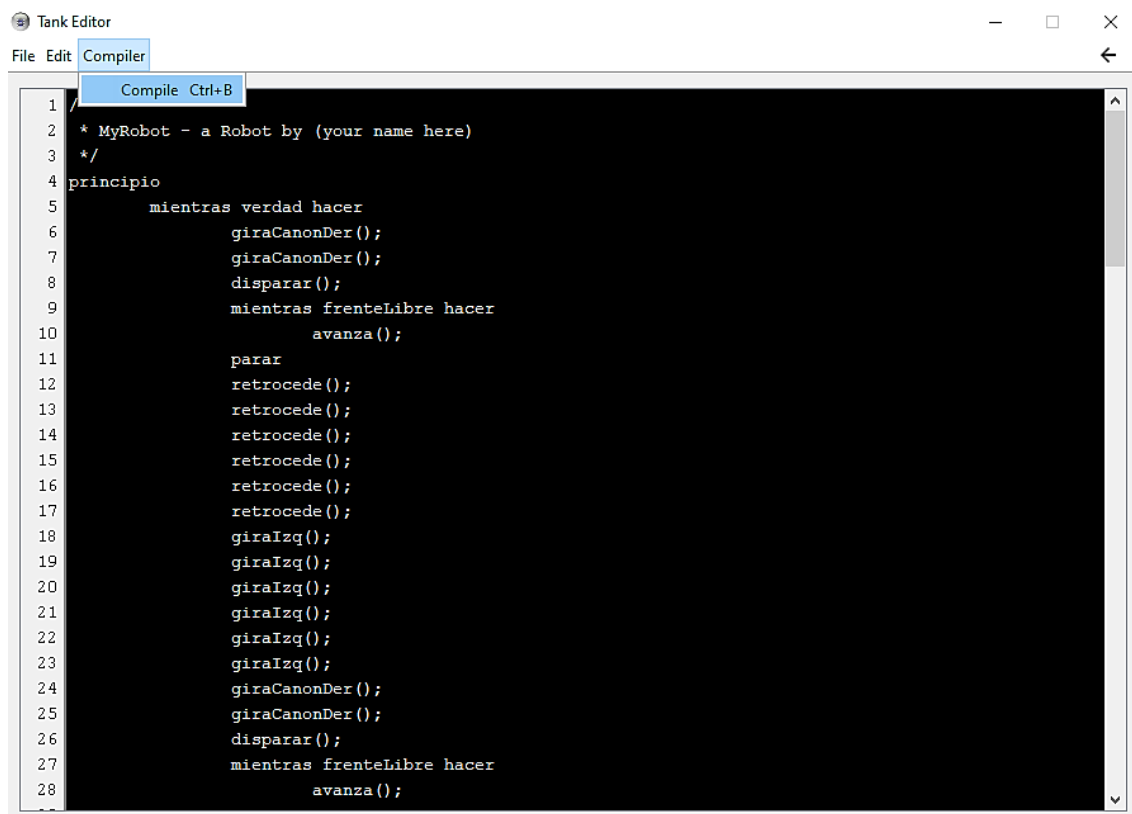 Tank Editor
File Edit Compiler
Compile Ctrl+B
1 /
2 * MyRobot - a Robot by (your name here)
3 */
4 principio
5 mientras verdad hacer
6 giraCanonDer();
7 giraCanonDer();
8 disparar();
9 mientras frenteLibre hacer
10 avanza();
11 parar
12 retrocede();
13 retrocede();
14 retrocede();
15 retrocede();
16 retrocede();
17 retrocede();
18 giraIzq();
19 giraIzq();
20 giraIzq();
21 giraIzq();
22 giraIzq();
23 giraIzq();
24 giraCanonDer();
25 giraCanonDer();
26 disparar();
27 mientras frenteLibre hacer
28 avanza();